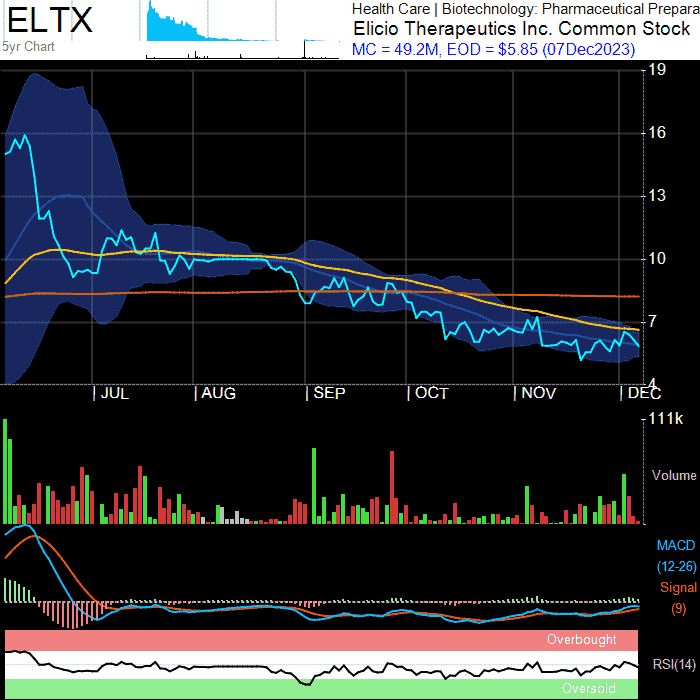 ELTX
5yr Chart
Health Care | Biotechnology: Pharmaceutical Prepara
Elicio Therapeutics Inc. Common Stock
MC = 49.2M, EOD = $5.85 (07Dec2023)
19
16
13
10
7
4
JUL AUG SEP OCT NOV DEC
111k
Volume
MACD
(12-26)
Signal
(9)
Overbought
RSI(14)
Oversold